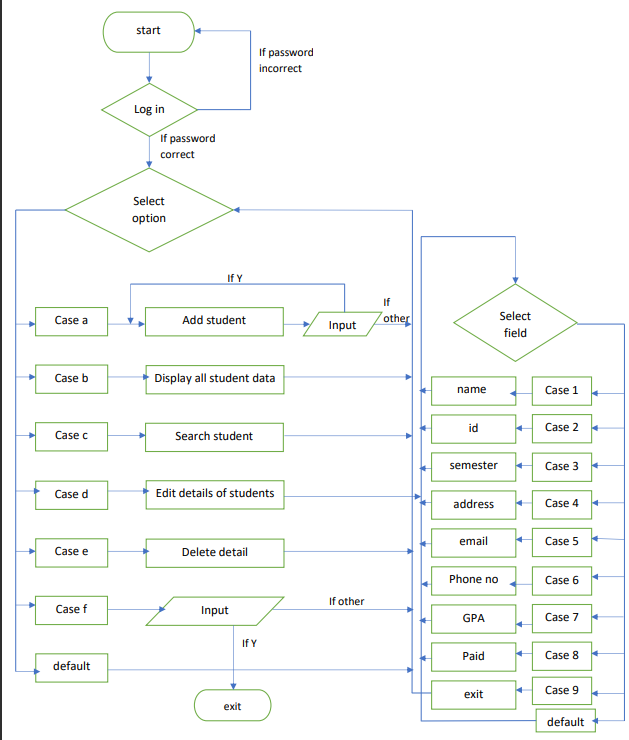 start
If password
incorrect
Log in
If password
correct
Select
option
If Y
If
other
Case a
Add student
Input
Select
field
Case b
Display all student data
name
Case 1
Case c
Search student
id
Case 2
semester
Case 3
Case d
Edit details of students
address
Case 4
Case e
Delete detail
email
Case 5
Phone no
Case 6
Case f
Input
If other
GPA
Case 7
If Y
default
Paid
Case 8
exit
exit
Case 9
default